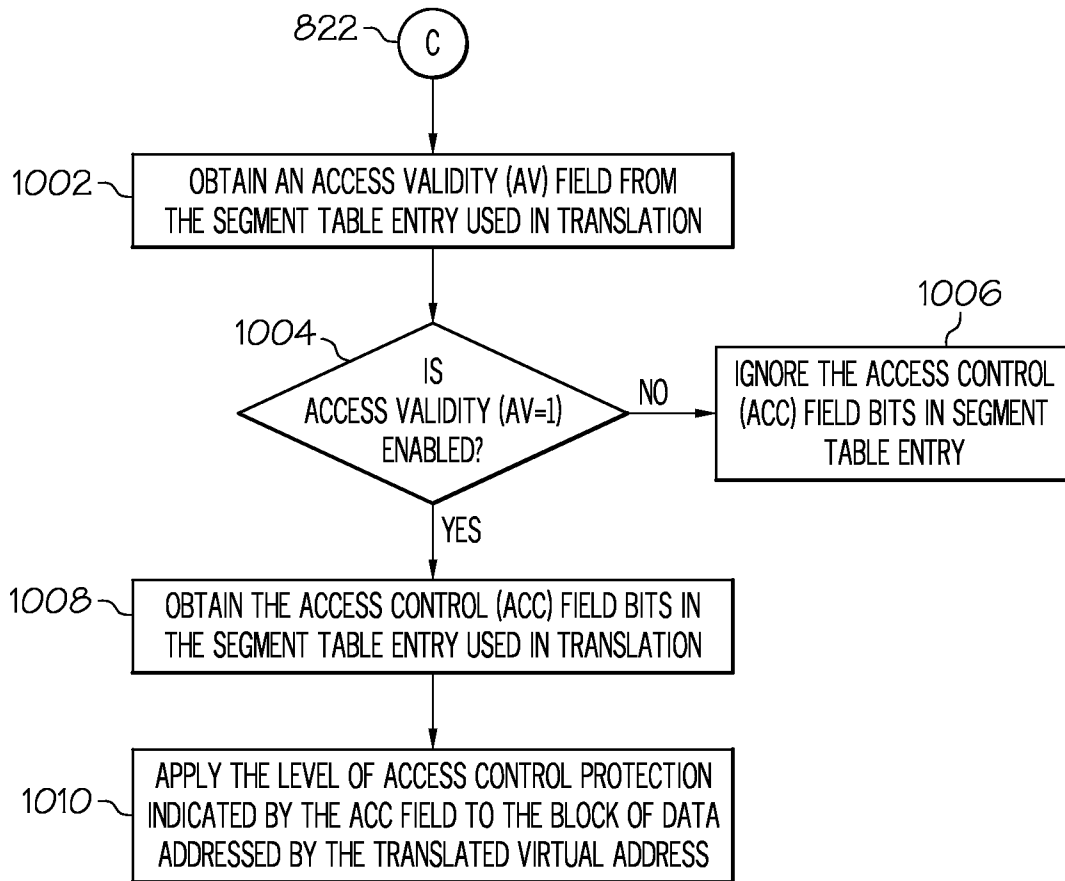 822
C
1002
OBTAIN AN ACCESS VALIDITY (AV) FIELD FROM
THE SEGMENT TABLE ENTRY USED IN TRANSLATION
1004
IS
ACCESS VALIDITY (AV=1)
ENABLED?
NO
1006
IGNORE THE ACCESS CONTROL
(ACC) FIELD BITS IN SEGMENT
TABLE ENTRY
YES
1008
OBTAIN THE ACCESS CONTROL (ACC) FIELD BITS IN
THE SEGMENT TABLE ENTRY USED IN TRANSLATION
1010
APPLY THE LEVEL OF ACCESS CONTROL PROTECTION
INDICATED BY THE ACC FIELD TO THE BLOCK OF DATA
ADDRESSED BY THE TRANSLATED VIRTUAL ADDRESS